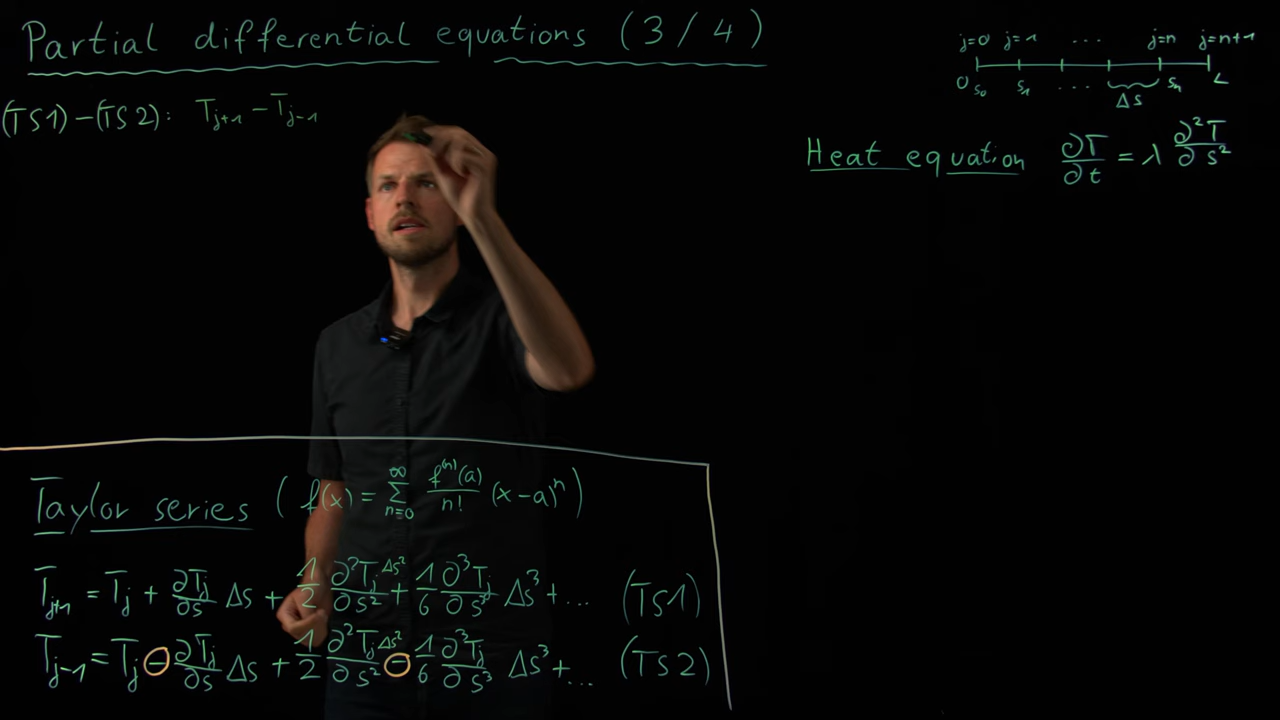 Partial differential equations (3/4)
j=0 j=1 ... j=n j=n+1
0 s₀ s₁ ... Δs sₙ L
(TS1)-(TS2): Tⱼ₊₁ - Tⱼ₋₁
Heat equation ∂T/∂t = λ ∂²T/∂s²
Taylor series ( f(x) = ∑_{n=0}^{∞} f⁽ⁿ⁾(a)/n! (x-a)ⁿ )
Tⱼ₊₁ = Tⱼ + ∂Tⱼ/∂s Δs + 1/2 ∂²Tⱼ/∂s² Δs² + 1/6 ∂³Tⱼ/∂s³ Δs³ + ... (TS1)
Tⱼ₋₁ = Tⱼ - ∂Tⱼ/∂s Δs + 1/2 ∂²Tⱼ/∂s² Δs² - 1/6 ∂³Tⱼ/∂s³ Δs³ + ... (TS2)